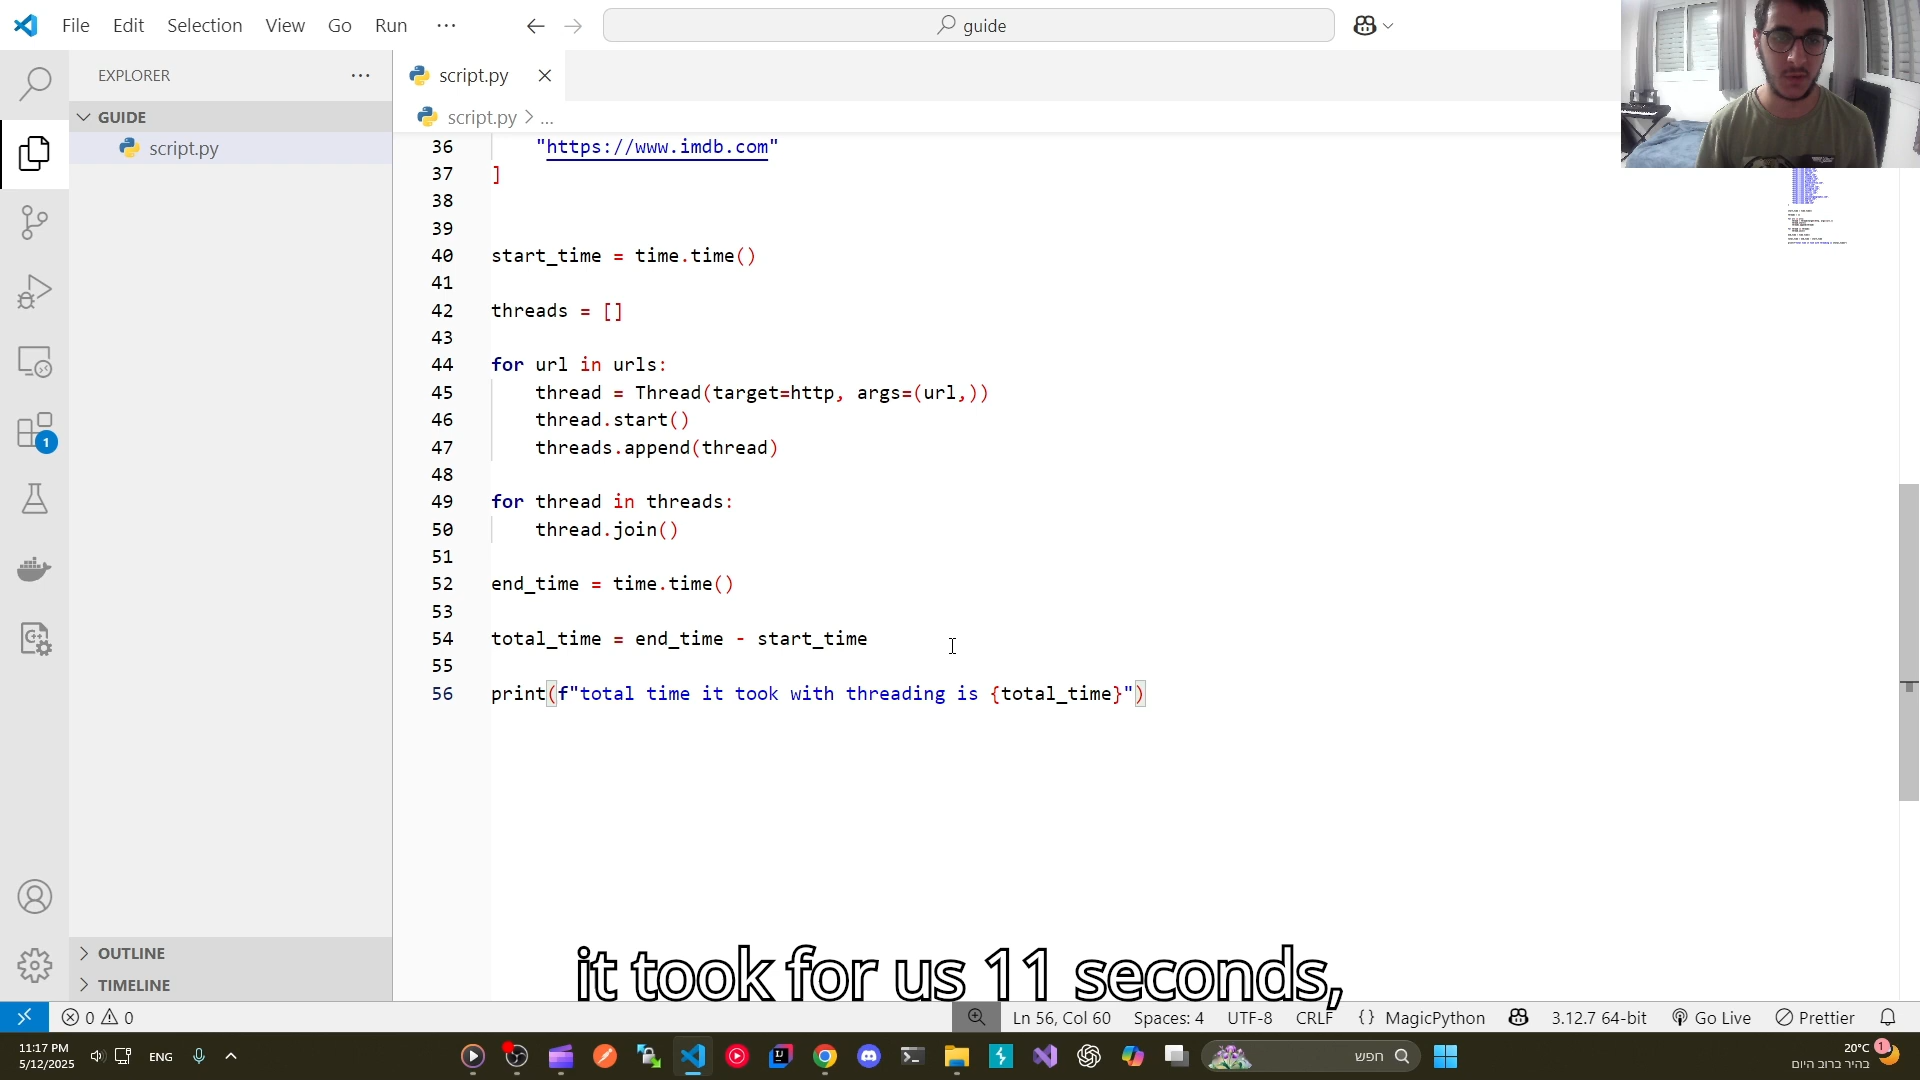 File Edit Selection View Go Run ···
guide
EXPLORER ···
GUIDE
script.py
script.py
script.py > ...
36 "https://www.imdb.com"
37 ]
38
39
40 start_time = time.time()
41
42 threads = []
43
44 for url in urls:
45 thread = Thread(target=http, args=(url,))
46 thread.start()
47 threads.append(thread)
48
49 for thread in threads:
50 thread.join()
51
52 end_time = time.time()
53
54 total_time = end_time - start_time
55
56 print(f"total time it took with threading is {total_time}")
1
OUTLINE
TIMELINE
it took for us 11 seconds,
0 0
Ln 56, Col 60 Spaces: 4 UTF-8 CRLF {} MagicPython 3.12.7 64-bit Go Live Prettier
11:17 PM
5/12/2025
ENG
חפש
20°C
בהיר ברוב היום
1